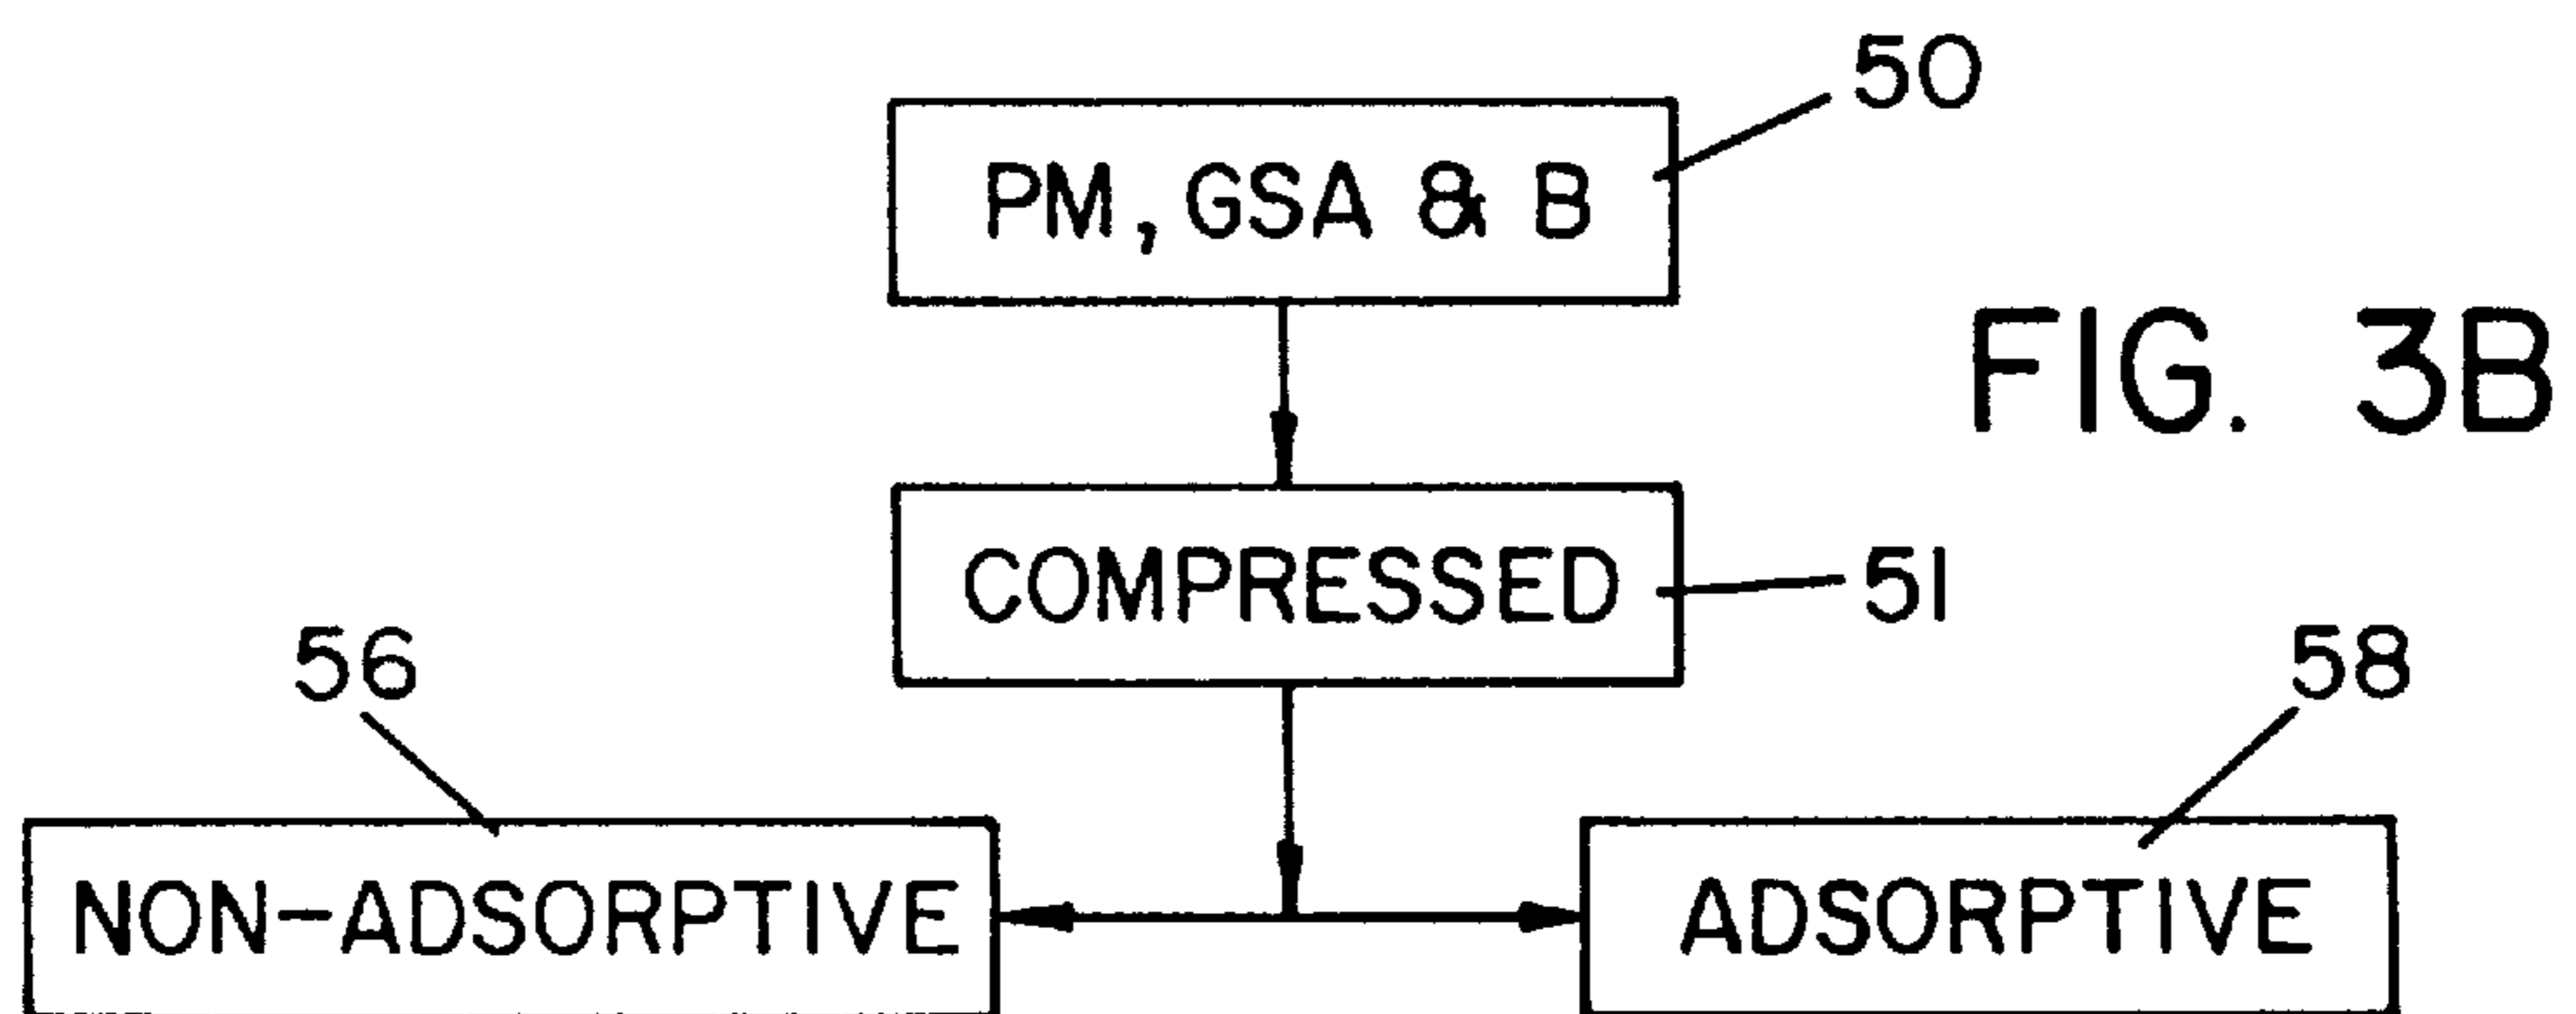 50
PM, GSA & B
FIG. 3B
COMPRESSED
51
56
58
NON-ADSORPTIVE
ADSORPTIVE